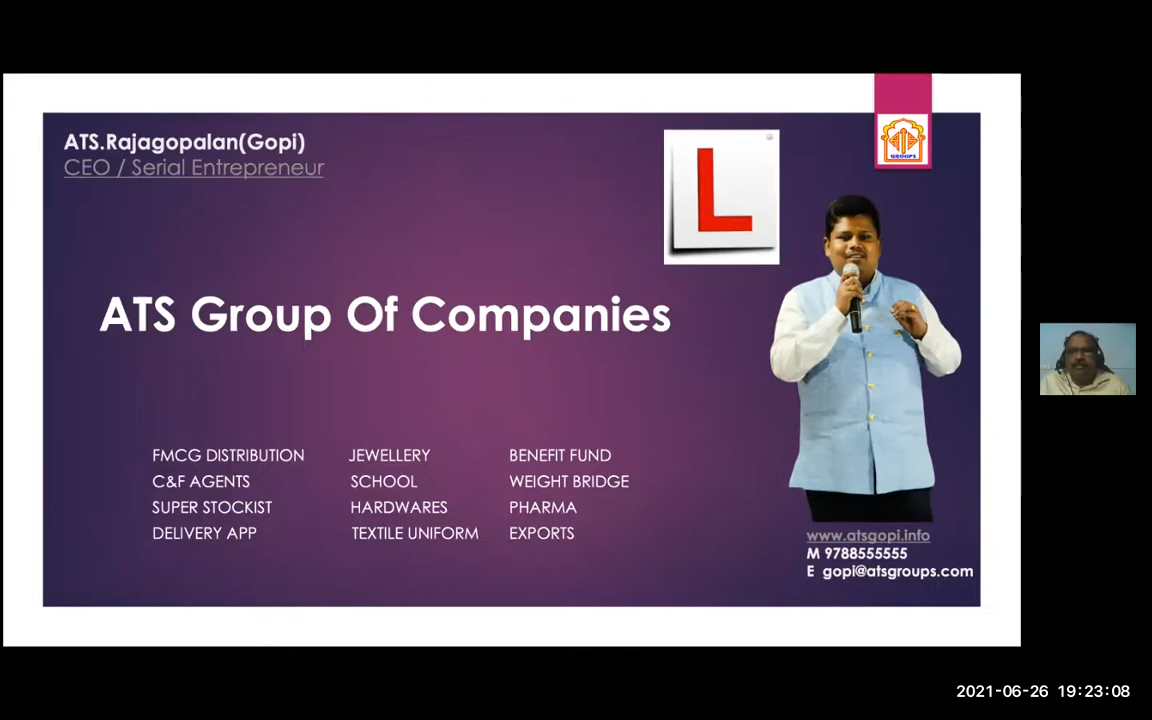 ATS.Rajagopalan(Gopi)
CEO / Serial Entrepreneur
L
GROUPS
ATS Group Of Companies
FMCG DISTRIBUTION JEWELLERY BENEFIT FUND
C&F AGENTS SCHOOL WEIGHT BRIDGE
SUPER STOCKIST HARDWARES PHARMA
DELIVERY APP TEXTILE UNIFORM EXPORTS
www.atsgopi.info
M 9788555555
E gopi@atsgroups.com
2021-06-26 19:23:08